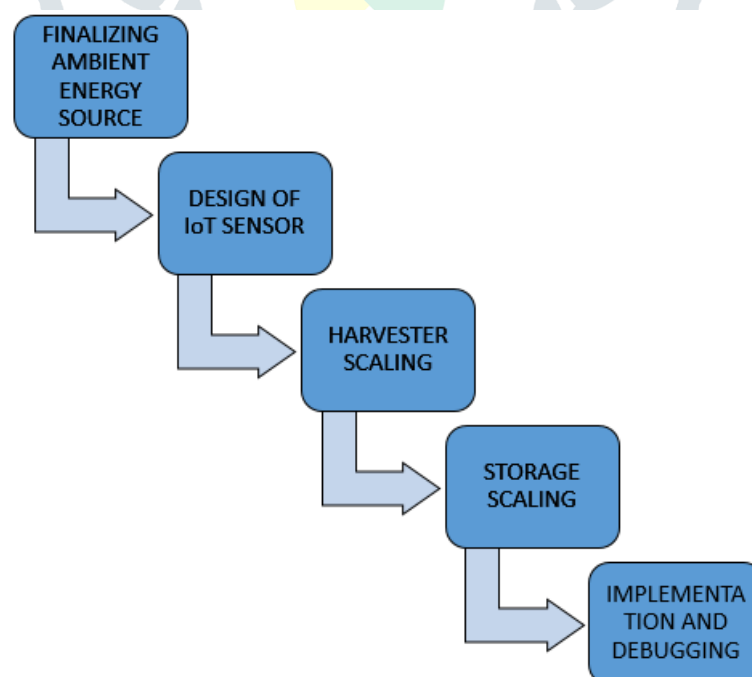 FINALIZING
AMBIENT
ENERGY
SOURCE
DESIGN OF
IoT SENSOR
HARVESTER
SCALING
STORAGE
SCALING
IMPLEMENTA
TION AND
DEBUGGING